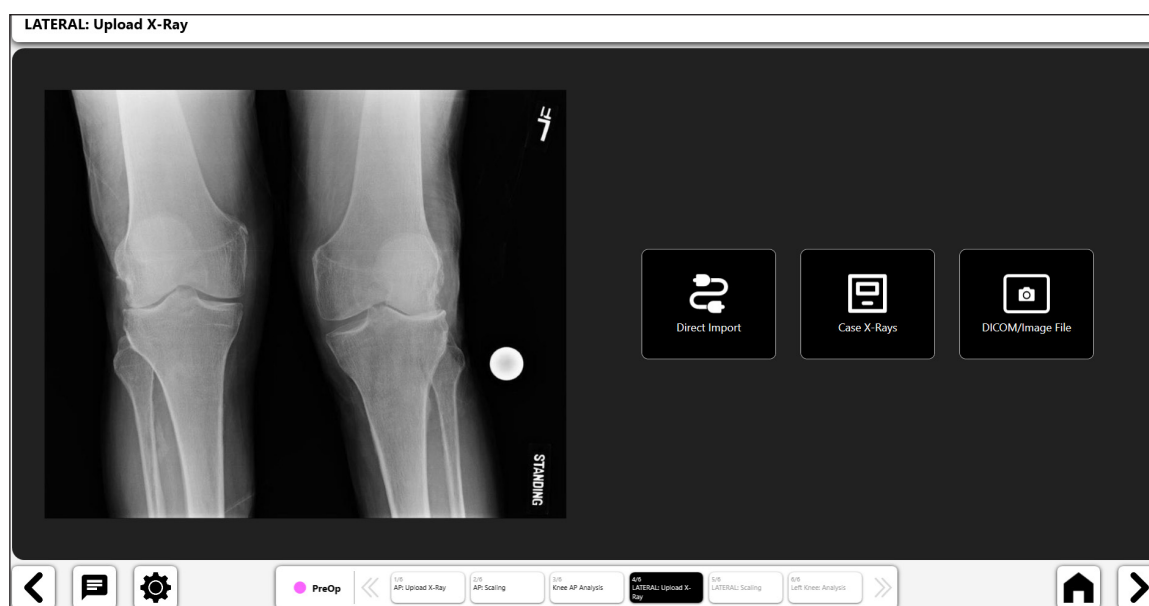 LATERAL: Upload X-Ray
L
STANDING
Direct Import
Case X-Rays
DICOM/Image File
PreOp
1/6
AP: Upload X-Ray
2/6
AP: Scaling
3/6
Knee AP Analysis
4/6
LATERAL: Upload X-
Ray
5/6
LATERAL: Scaling
6/6
Left Knee: Analysis